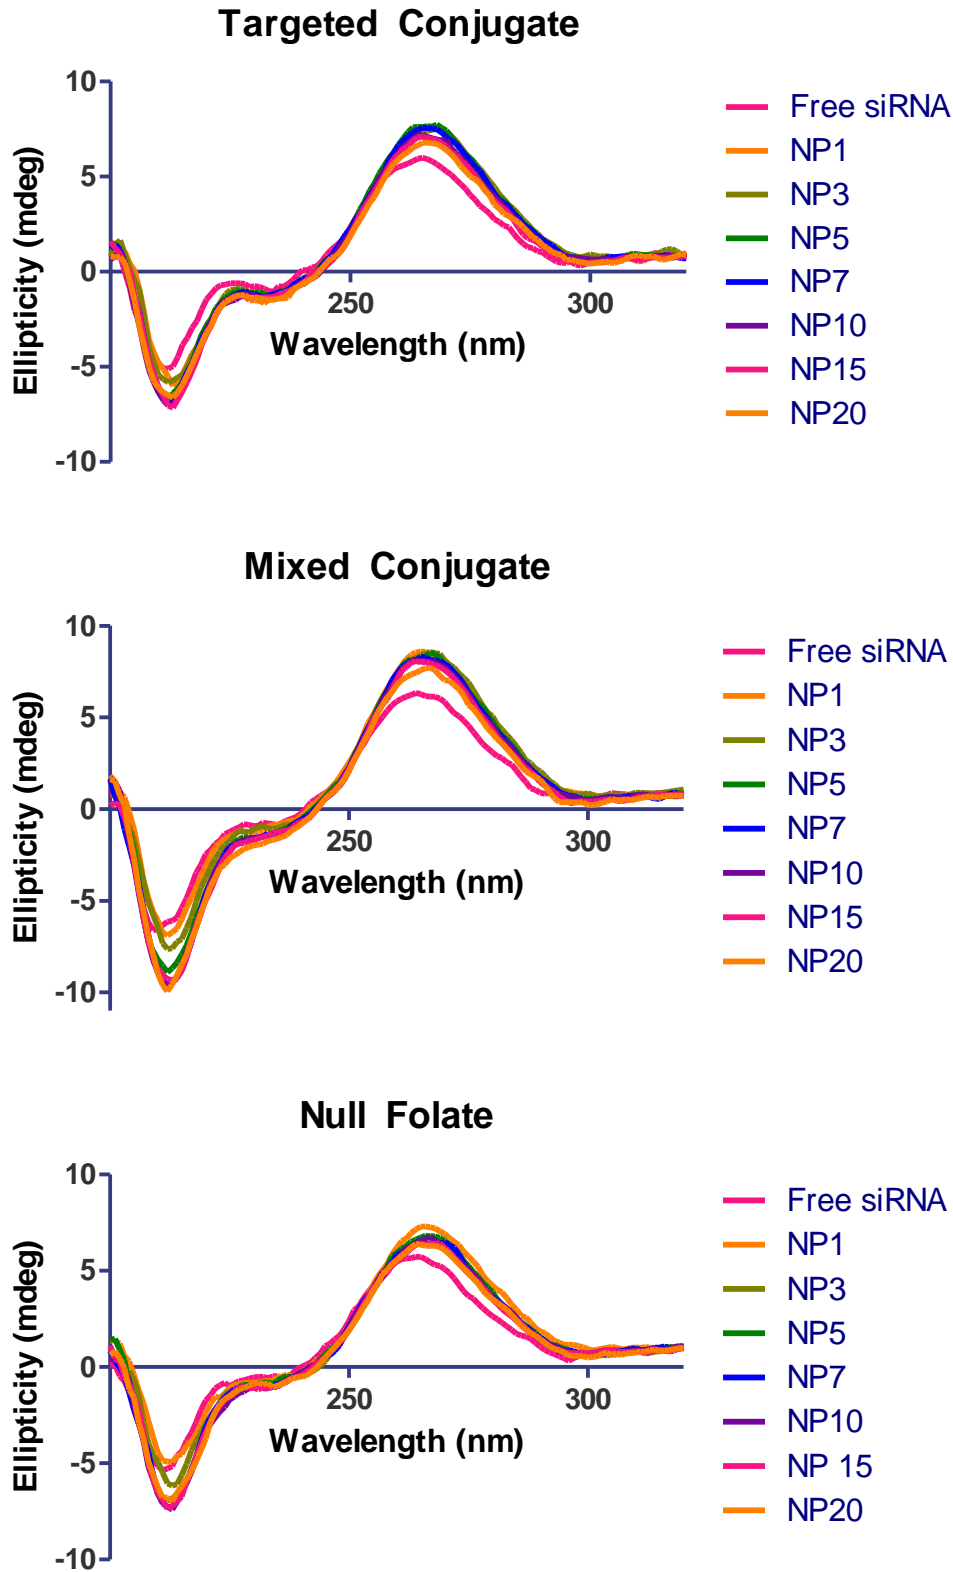 Targeted Conjugate
10
5
0
-5
-10
Ellipticity (mdeg)
250
300
Wavelength (nm)
Free siRNA
NP1
NP3
NP5
NP7
NP10
NP15
NP20
Mixed Conjugate
10
5
0
-5
-10
Ellipticity (mdeg)
250
300
Wavelength (nm)
Free siRNA
NP1
NP3
NP5
NP7
NP10
NP15
NP20
Null Folate
10
5
0
-5
-10
Ellipticity (mdeg)
250
300
Wavelength (nm)
Free siRNA
NP1
NP3
NP5
NP7
NP10
NP 15
NP20